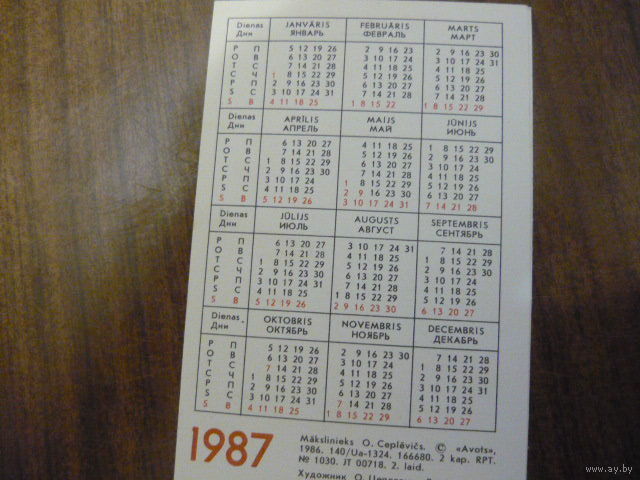 Dienas JANVĀRIS FEBRUĀRIS MARTS
Дни ЯНВАРЬ ФЕВРАЛЬ МАРТ
P П 5 12 19 26 2 9 16 23 2 9 16 23 30
O В 6 13 20 27 3 10 17 24 3 10 17 24 31
T С 7 14 21 28 4 11 18 25 4 11 18 25
C Ч 1 8 15 22 29 5 12 19 26 5 12 19 26
P П 2 9 16 23 30 6 13 20 27 6 13 20 27
S С 3 10 17 24 31 7 14 21 28 7 14 21 28
S В 4 11 18 25 1 8 15 22 1 8 15 22 29
Dienas APRĪLIS MAIJS JŪNIJS
Дни АПРЕЛЬ МАЙ ИЮНЬ
P П 6 13 20 27 4 11 18 25 1 8 15 22 29
O В 7 14 21 28 5 12 19 26 2 9 16 23 30
T С 1 8 15 22 29 6 13 20 27 3 10 17 24
C Ч 2 9 16 23 30 7 14 21 28 4 11 18 25
P П 3 10 17 24 1 8 15 22 29 5 12 19 26
S С 4 11 18 25 2 9 16 23 30 6 13 20 27
S В 5 12 19 26 3 10 17 24 31 7 14 21 28
Dienas JŪLIJS AUGUSTS SEPTEMBRIS
Дни ИЮЛЬ АВГУСТ СЕНТЯБРЬ
P П 6 13 20 27 3 10 17 24 31 7 14 21 28
O В 7 14 21 28 4 11 18 25 1 8 15 22 29
T С 1 8 15 22 29 5 12 19 26 2 9 16 23 30
C Ч 2 9 16 23 30 6 13 20 27 3 10 17 24
P П 3 10 17 24 31 7 14 21 28 4 11 18 25
S С 4 11 18 25 1 8 15 22 29 5 12 19 26
S В 5 12 19 26 2 9 16 23 30 6 13 20 27
Dienas OKTOBRIS NOVEMBRIS DECEMBRIS
Дни ОКТЯБРЬ НОЯБРЬ ДЕКАБРЬ
P П 5 12 19 26 2 9 16 23 30 7 14 21 28
O В 6 13 20 27 3 10 17 24 1 8 15 22 29
T С 7 14 21 28 4 11 18 25 2 9 16 23 30
C Ч 1 8 15 22 29 5 12 19 26 3 10 17 24 31
P П 2 9 16 23 30 6 13 20 27 4 11 18 25
S С 3 10 17 24 31 7 14 21 28 5 12 19 26
S В 4 11 18 25 1 8 15 22 29 6 13 20 27
1987
Mākslinieks O. Ceplēvičs. © «Avots»,
1986. 140/Ua-1324. 166680. 2 kap. RPT.
№ 1030. JT 00718. 2. laid.
Художник О.
www.ay.by